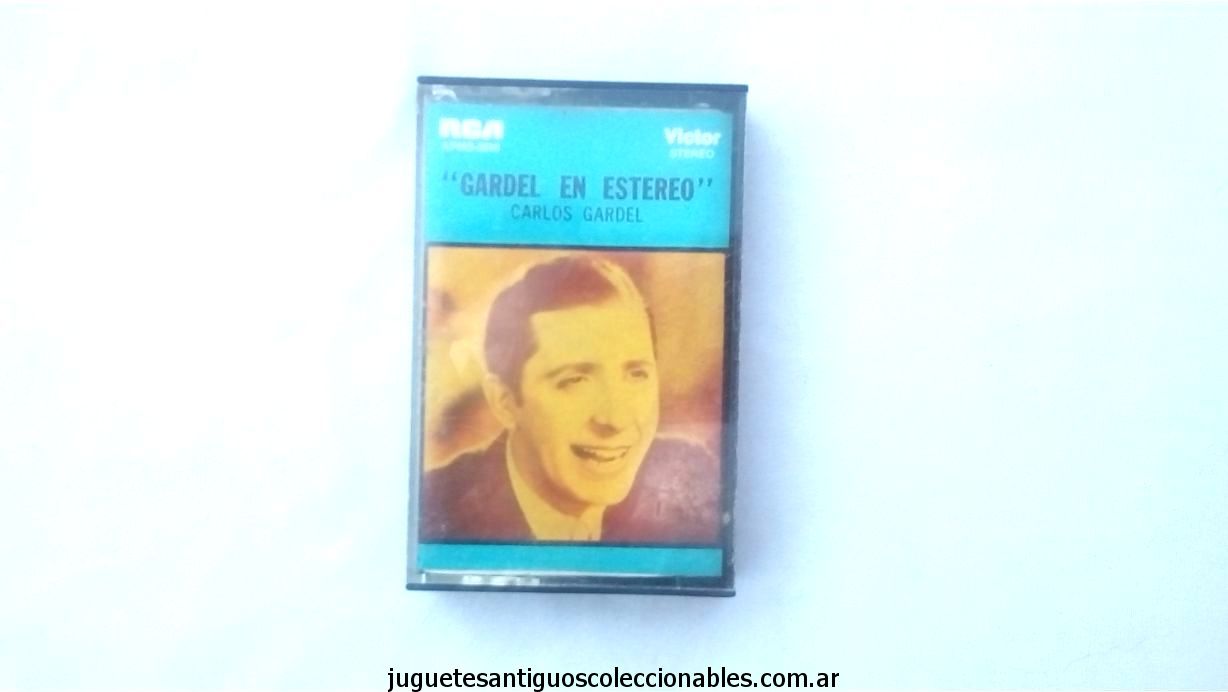 RCA
Victor
STEREO
"GARDEL EN ESTEREO"
CARLOS GARDEL
juguetesantiguoscoleccionables.com.ar